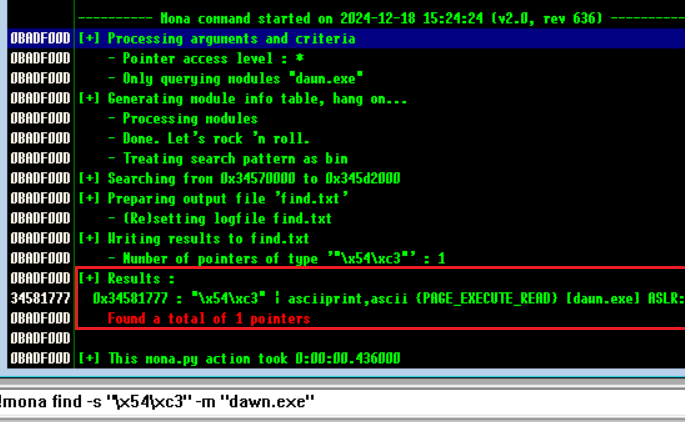 ---------- Mona command started on 2024-12-18 15:24:24 (v2.0, rev 636) ----------
0BADF00D [+] Processing arguments and criteria
0BADF00D     - Pointer access level : *
0BADF00D     - Only querying modules "dawn.exe"
0BADF00D [+] Generating module info table, hang on...
0BADF00D     - Processing modules
0BADF00D     - Done. Let's rock 'n roll.
0BADF00D     - Treating search pattern as bin
0BADF00D [+] Searching from 0x34570000 to 0x345d2000
0BADF00D [+] Preparing output file 'find.txt'
0BADF00D     - (Re)setting logfile find.txt
0BADF00D [+] Writing results to find.txt
0BADF00D     - Number of pointers of type '"\x54\xc3"' : 1
0BADF00D [+] Results :
34581777   0x34581777 : "\x54\xc3" | asciiprint,ascii {PAGE_EXECUTE_READ} [dawn.exe] ASLR:
0BADF00D     Found a total of 1 pointers
0BADF00D
0BADF00D [+] This mona.py action took 0:00:00.436000
!mona find -s "\x54\xc3" -m "dawn.exe"